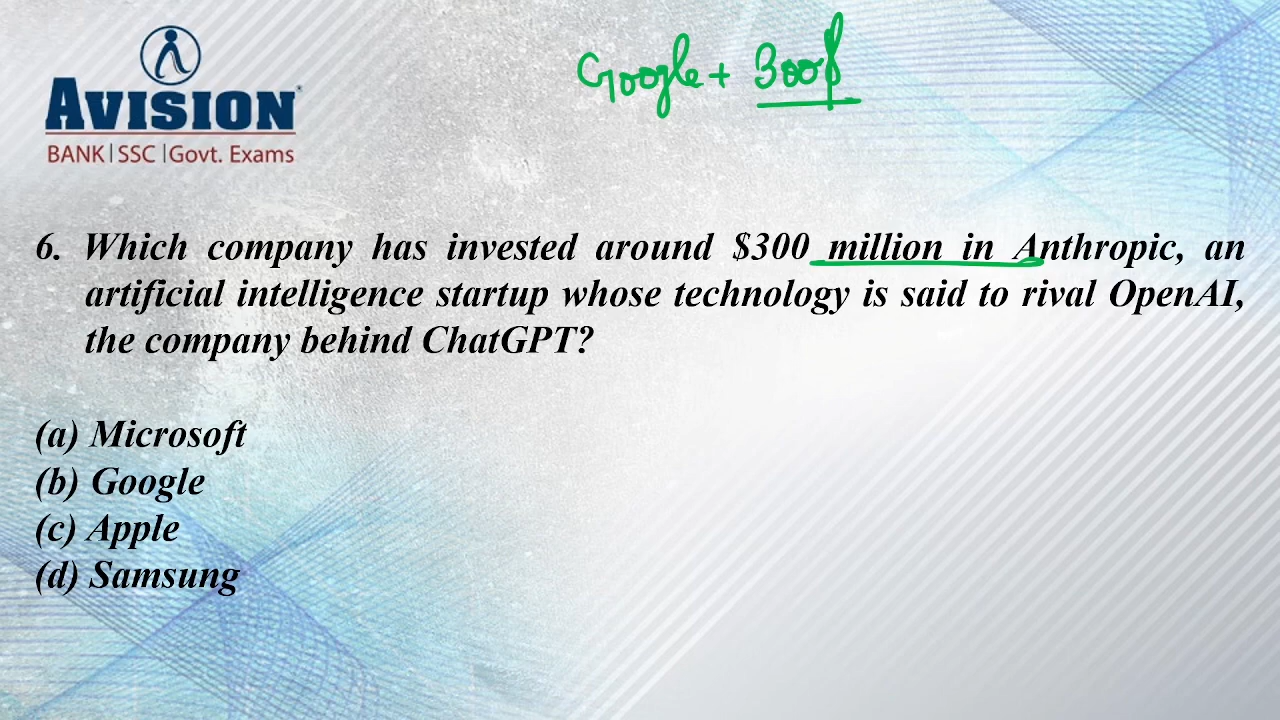 Google + 300$
AVISION
BANK | SSC | Govt. Exams
6. Which company has invested around $300 million in Anthropic, an
artificial intelligence startup whose technology is said to rival OpenAI,
the company behind ChatGPT?
(a) Microsoft
(b) Google
(c) Apple
(d) Samsung